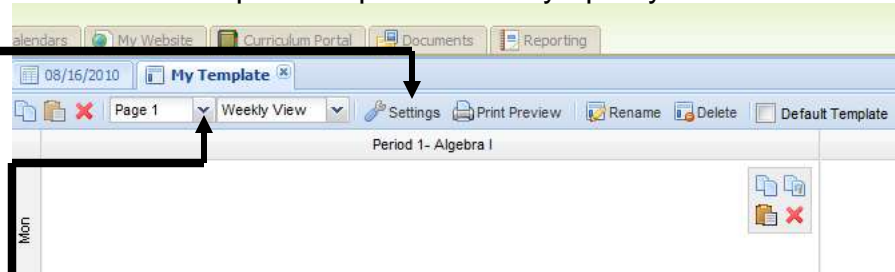 alendars My Website Curriculum Portal Documents Reporting
08/16/2010 My Template
Page 1 Weekly View Settings Print Preview Rename Delete Default Template
Period 1- Algebra I
Mon